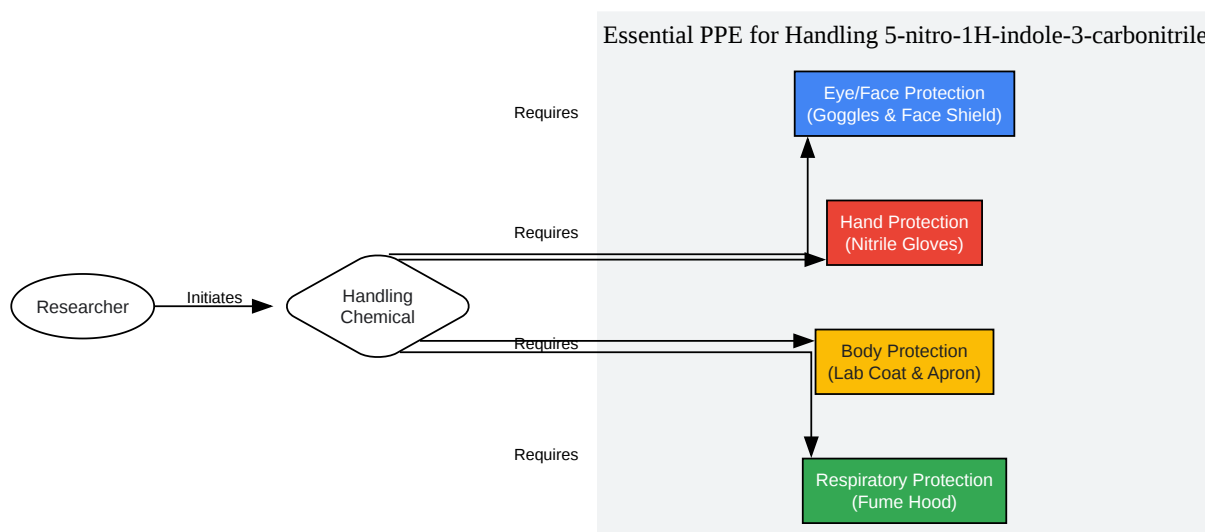 Essential PPE for Handling 5-nitro-1H-indole-3-carbonitrile
Requires
Eye/Face Protection
(Goggles & Face Shield)
Requires
Hand Protection
(Nitrile Gloves)
Researcher
Initiates
Handling
Chemical
Requires
Body Protection
(Lab Coat & Apron)
Requires
Respiratory Protection
(Fume Hood)